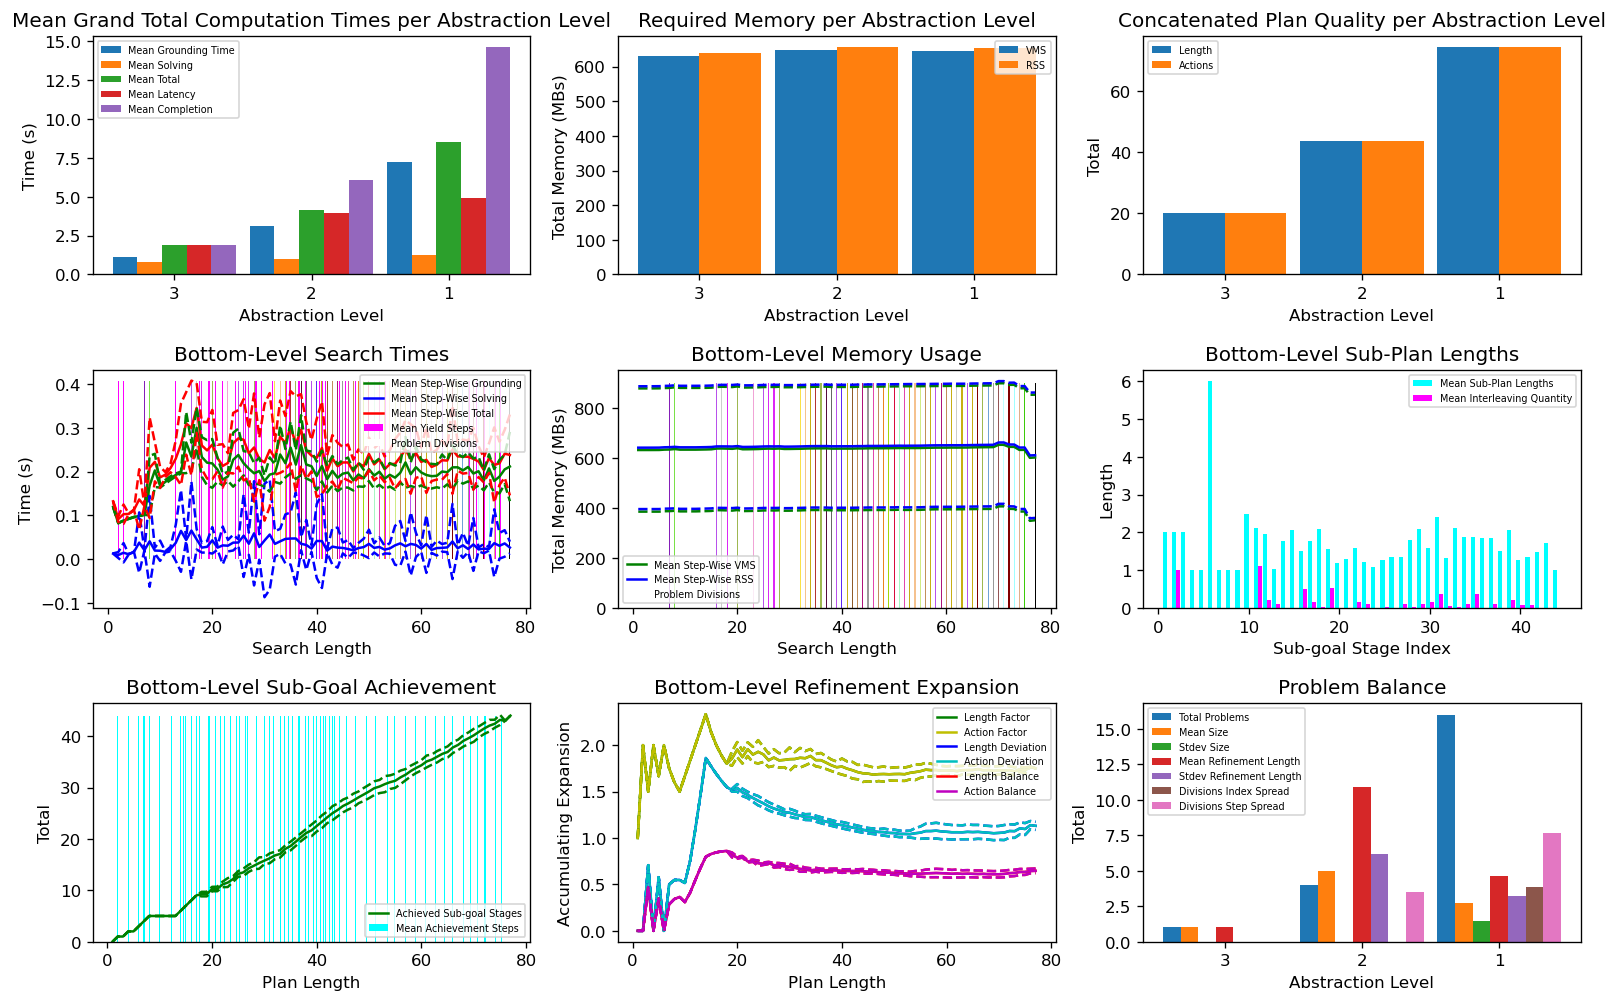 Mean Grand Total Computation Times per Abstraction Level
15.0
12.5
10.0
7.5
5.0
2.5
0.0
Time (s)
Mean Grounding Time
Mean Solving
Mean Total
Mean Latency
Mean Completion
3 2 1
Abstraction Level
Required Memory per Abstraction Level
600
500
400
300
200
100
0
Total Memory (MBs)
VMS
RSS
3 2 1
Abstraction Level
Concatenated Plan Quality per Abstraction Level
60
40
20
0
Total
Length
Actions
3 2 1
Abstraction Level
Bottom-Level Search Times
0.4
0.3
0.2
0.1
0.0
−0.1
Time (s)
Mean Step-Wise Grounding
Mean Step-Wise Solving
Mean Step-Wise Total
Mean Yield Steps
Problem Divisions
0 20 40 60 80
Search Length
Bottom-Level Memory Usage
800
600
400
200
0
Total Memory (MBs)
Mean Step-Wise VMS
Mean Step-Wise RSS
Problem Divisions
0 20 40 60 80
Search Length
Bottom-Level Sub-Plan Lengths
6
5
4
3
2
1
0
Length
Mean Sub-Plan Lengths
Mean Interleaving Quantity
0 10 20 30 40
Sub-goal Stage Index
Bottom-Level Sub-Goal Achievement
40
30
20
10
0
Total
Achieved Sub-goal Stages
Mean Achievement Steps
0 20 40 60 80
Plan Length
Bottom-Level Refinement Expansion
2.0
1.5
1.0
0.5
0.0
Accumulating Expansion
Length Factor
Action Factor
Length Deviation
Action Deviation
Length Balance
Action Balance
0 20 40 60 80
Plan Length
Problem Balance
15.0
12.5
10.0
7.5
5.0
2.5
0.0
Total
Total Problems
Mean Size
Stdev Size
Mean Refinement Length
Stdev Refinement Length
Divisions Index Spread
Divisions Step Spread
3 2 1
Abstraction Level